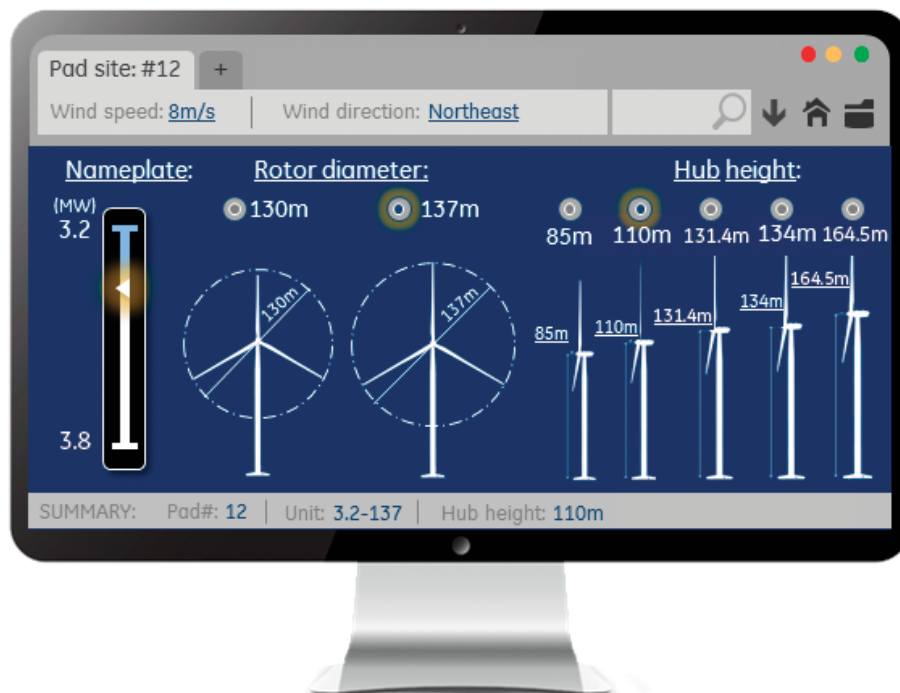 Pad site: #12 +
Wind speed: 8m/s Wind direction: Northeast
Nameplate: Rotor diameter: Hub height:
(MW)
3.2
130m 137m
85m 110m 131.4m 134m 164.5m
130m 137m
164.5m
134m
131.4m
110m
85m
3.8
SUMMARY: Pad#: 12 Unit: 3.2-137 Hub height: 110m